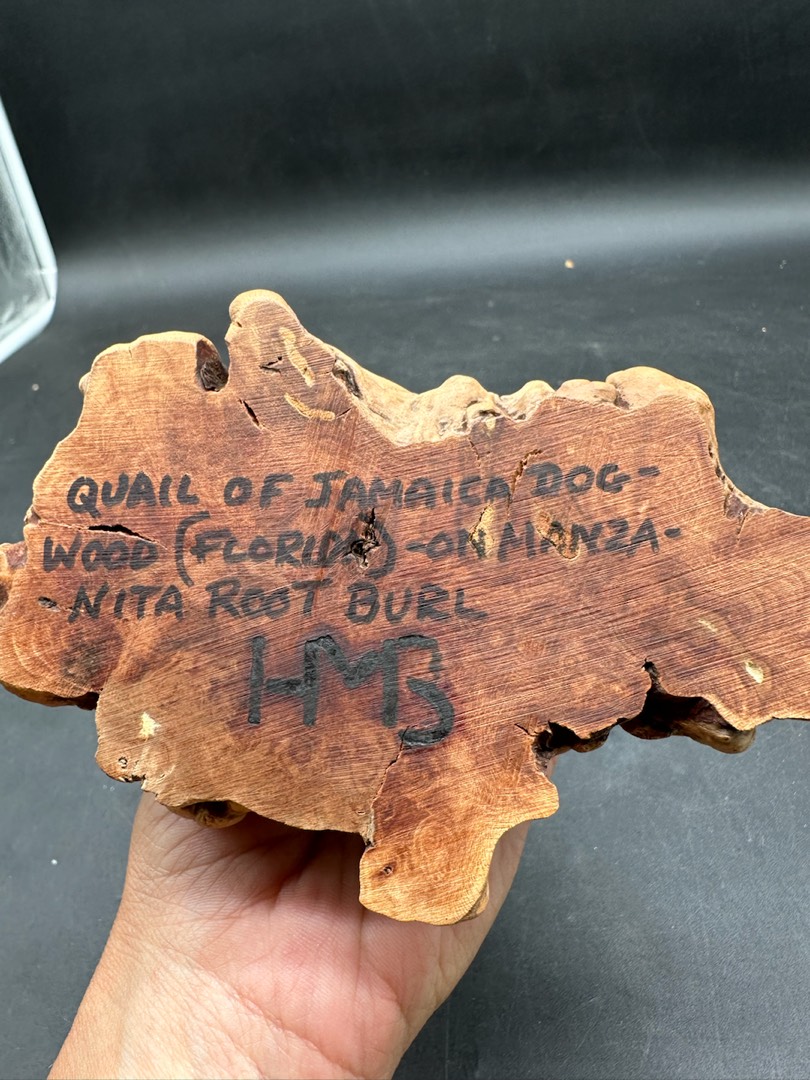 QUAIL OF JAMAICA DOG-
WOOD (FLORIDA)-ON MANZA-
NITA ROOT BURL
HMB